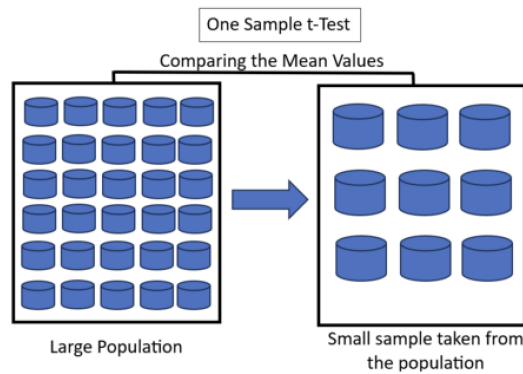 One Sample t-Test
Comparing the Mean Values
Large Population
Small sample taken from
the population